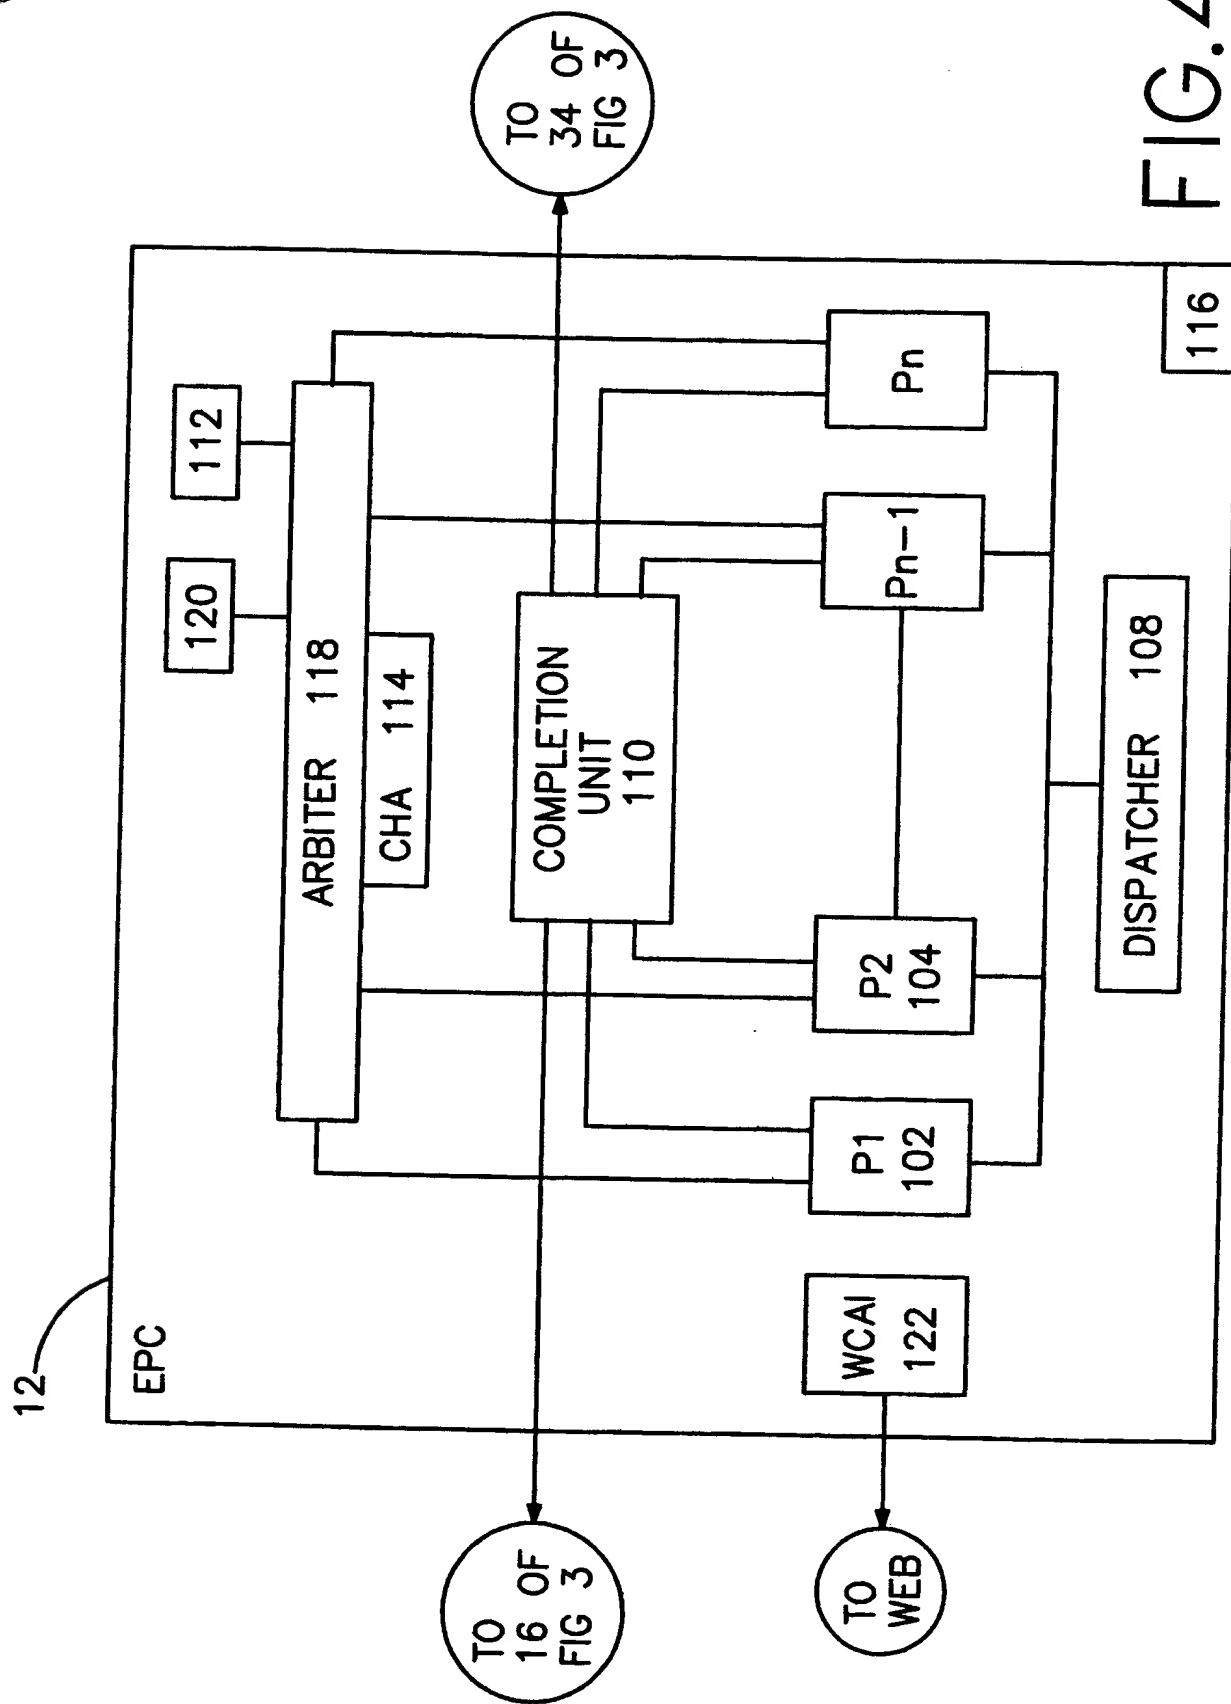 12
EPC
120
112
ARBITER 118
CHA 114
COMPLETION
UNIT
110
TO
16 OF
FIG 3
TO
34 OF
FIG 3
WCAI
122
TO
WEB
P1
102
P2
104
Pn-1
Pn
DISPATCHER 108
116
FIG.4